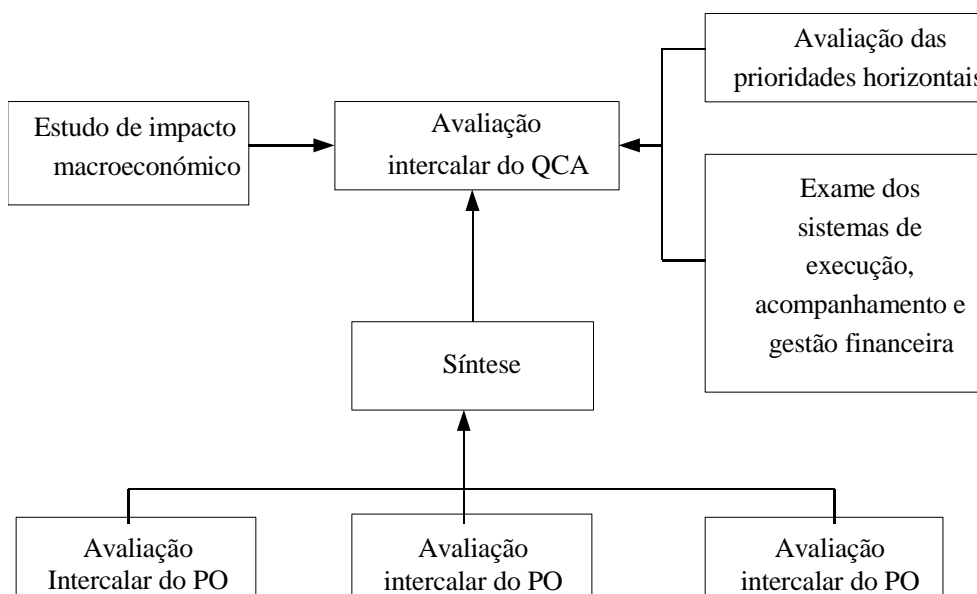 Avaliação das
prioridades horizontais
Estudo de impacto
macroeconómico
Avaliação
intercalar do QCA
Exame dos
sistemas de
execução,
acompanhamento e
gestão financeira
Síntese
Avaliação
Intercalar do PO
Avaliação
intercalar do PO
Avaliação
intercalar do PO